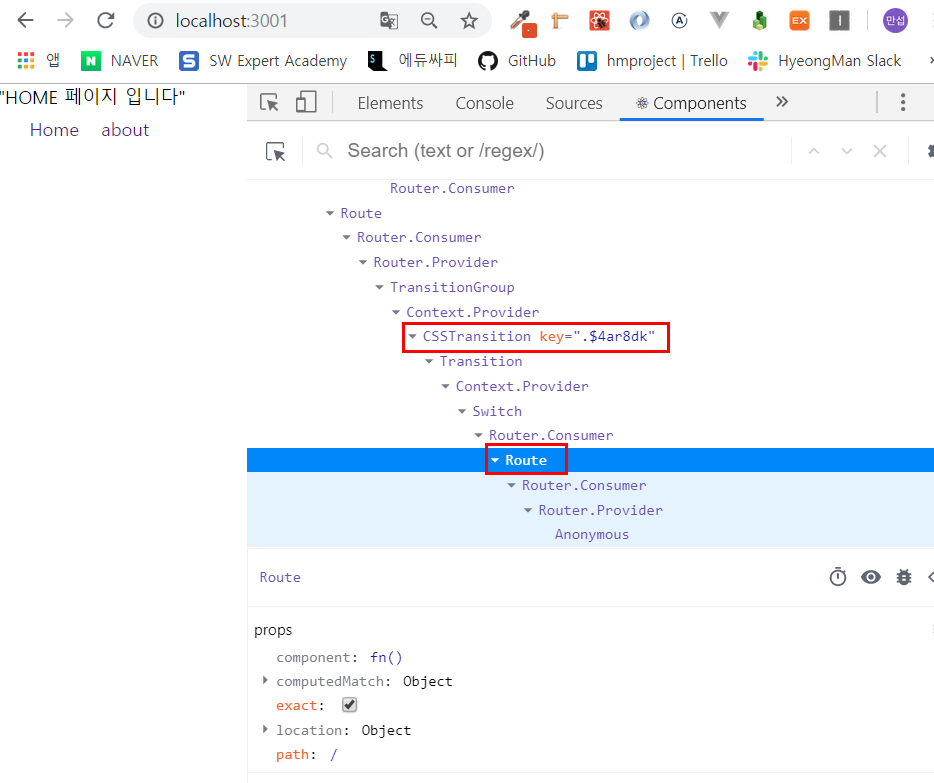 localhost:3001
만섭
앱 NAVER SW Expert Academy 에듀싸피 GitHub hmproject | Trello HyeongMan Slack
"HOME 페이지 입니다"
Home about
Elements Console Sources Components
Search (text or /regex/)
Router.Consumer
Route
Router.Consumer
Router.Provider
TransitionGroup
Context.Provider
CSSTransition key=".$4ar8dk"
Transition
Context.Provider
Switch
Router.Consumer
Route
Router.Consumer
Router.Provider
Anonymous
Route
props
component: fn()
computedMatch: Object
exact:
location: Object
path: /